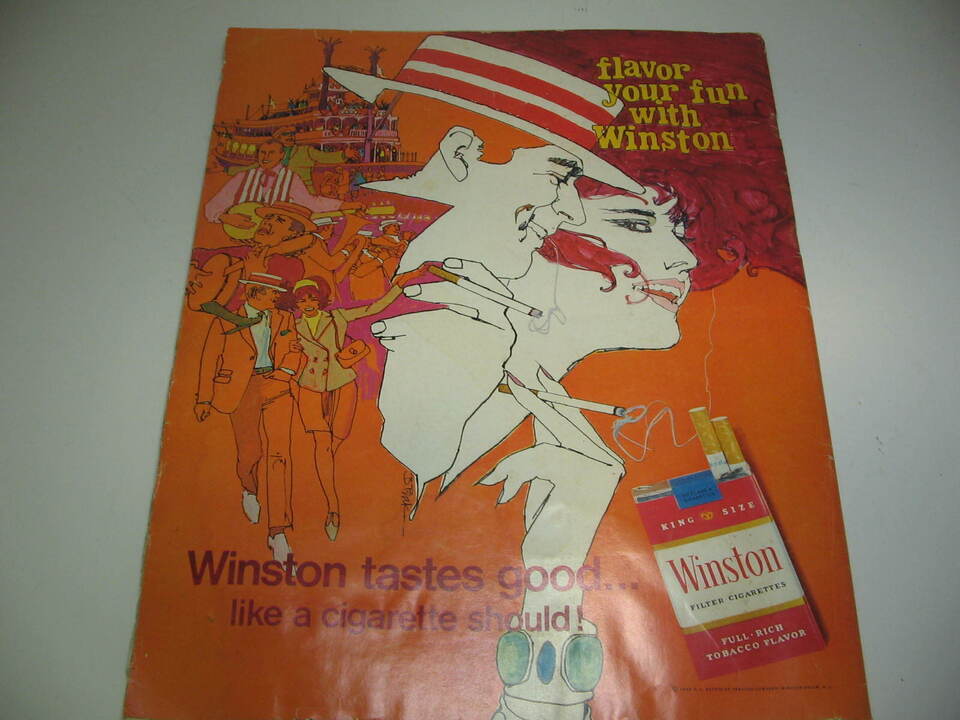 flavor
your fun
with
Winston
KING SIZE
Winston
FILTER CIGARETTES
FULL-RICH
TOBACCO FLAVOR
Winston tastes good...
like a cigarette should!